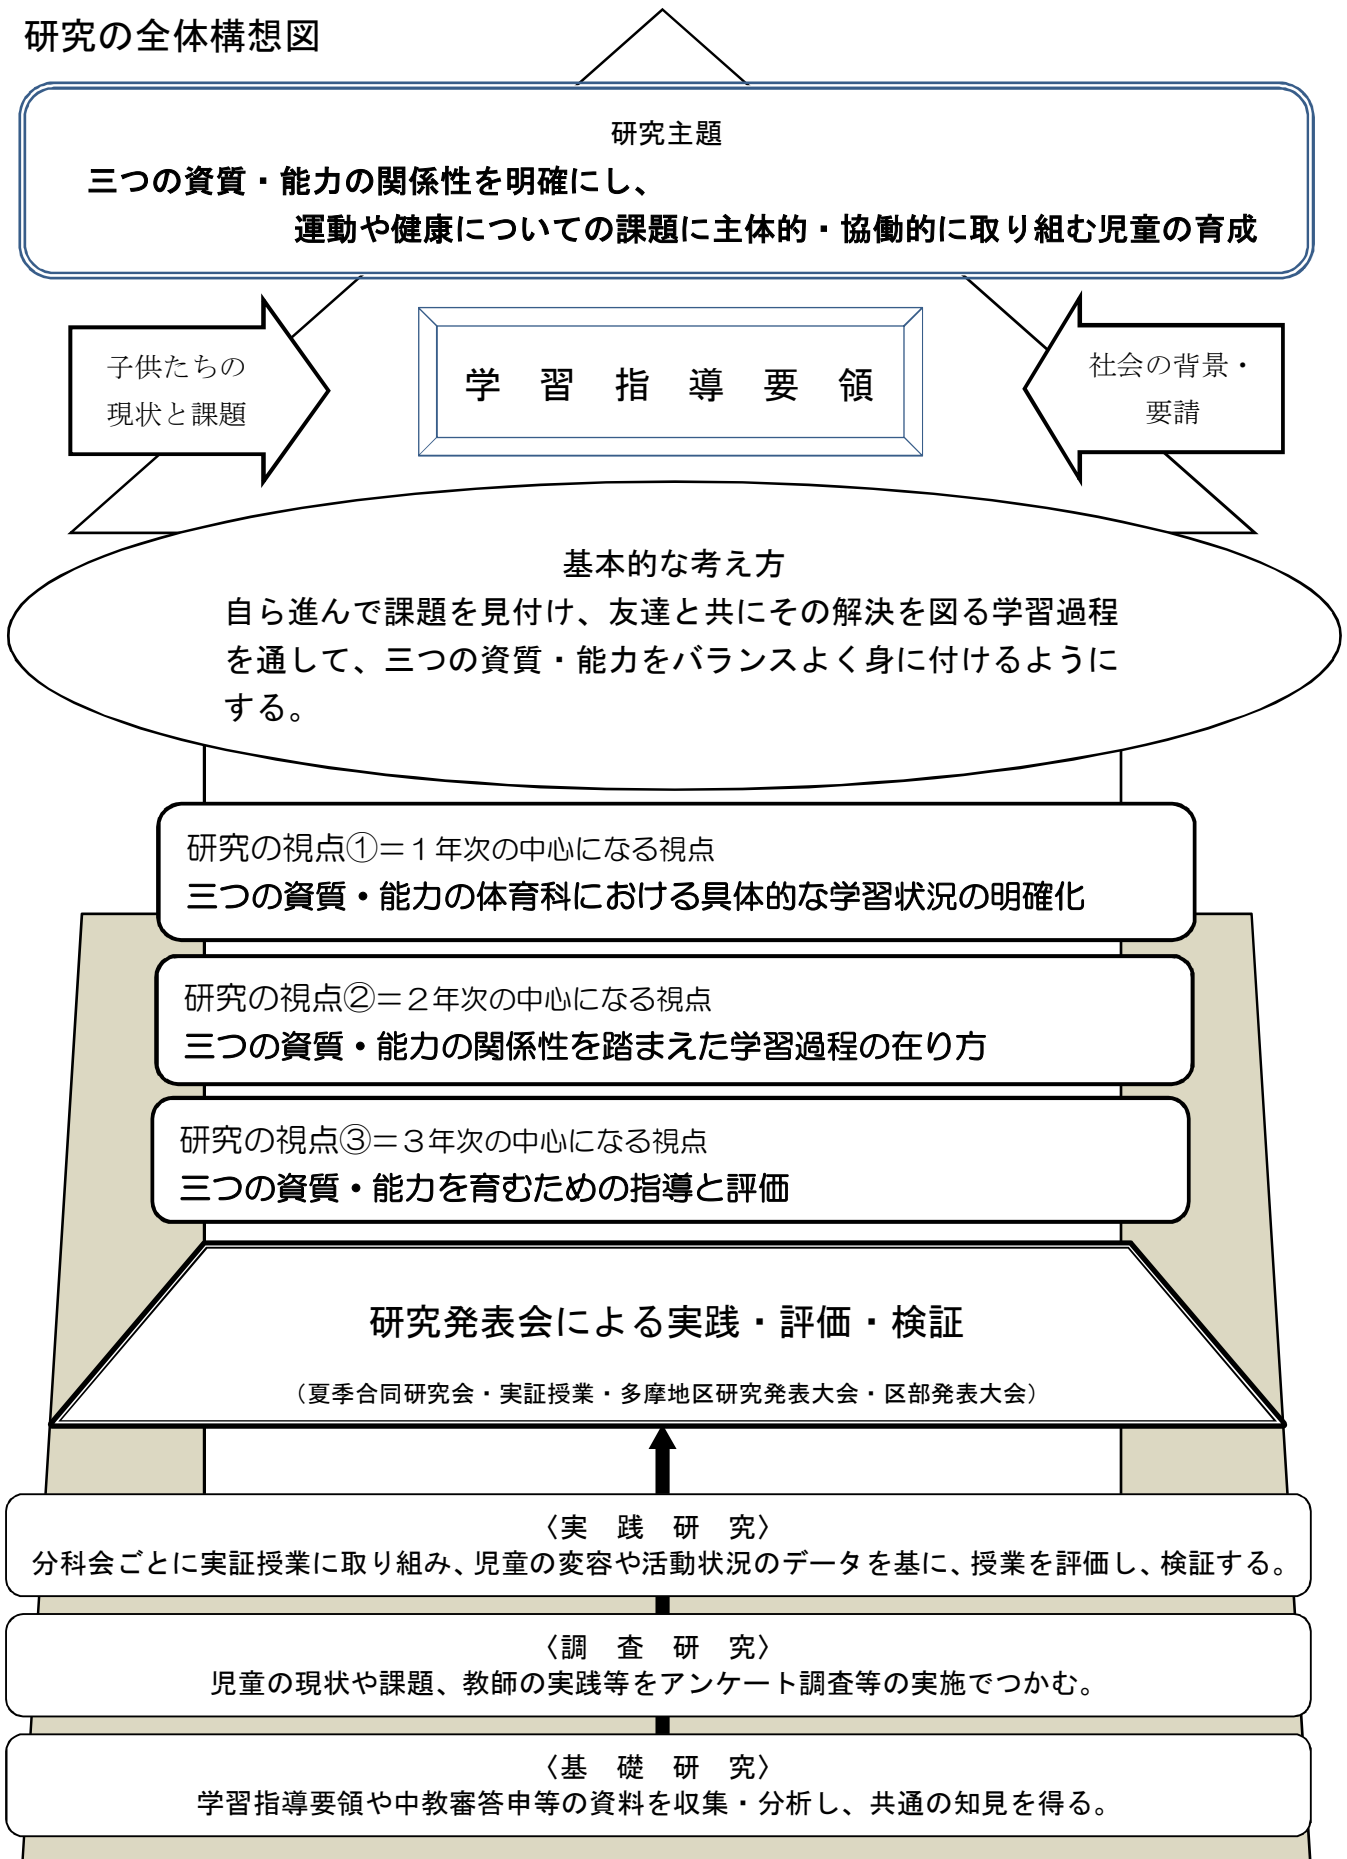 研究の全体構想図
研究主題
三つの資質・能力の関係性を明確にし、
運動や健康についての課題に主体的・協働的に取り組む児童の育成
子供たちの
現状と課題
学　習　指　導　要　領
社会の背景・
要請
基本的な考え方
自ら進んで課題を見付け、友達と共にその解決を図る学習過程
を通して、三つの資質・能力をバランスよく身に付けるように
する。
研究の視点①＝１年次の中心になる視点
三つの資質・能力の体育科における具体的な学習状況の明確化
研究の視点②＝２年次の中心になる視点
三つの資質・能力の関係性を踏まえた学習過程の在り方
研究の視点③＝３年次の中心になる視点
三つの資質・能力を育むための指導と評価
研究発表会による実践・評価・検証
（夏季合同研究会・実証授業・多摩地区研究発表大会・区部発表大会）
〈実　践　研　究〉
分科会ごとに実証授業に取り組み、児童の変容や活動状況のデータを基に、授業を評価し、検証する。
〈調　査　研　究〉
児童の現状や課題、教師の実践等をアンケート調査等の実施でつかむ。
〈基　礎　研　究〉
学習指導要領や中教審答申等の資料を収集・分析し、共通の知見を得る。